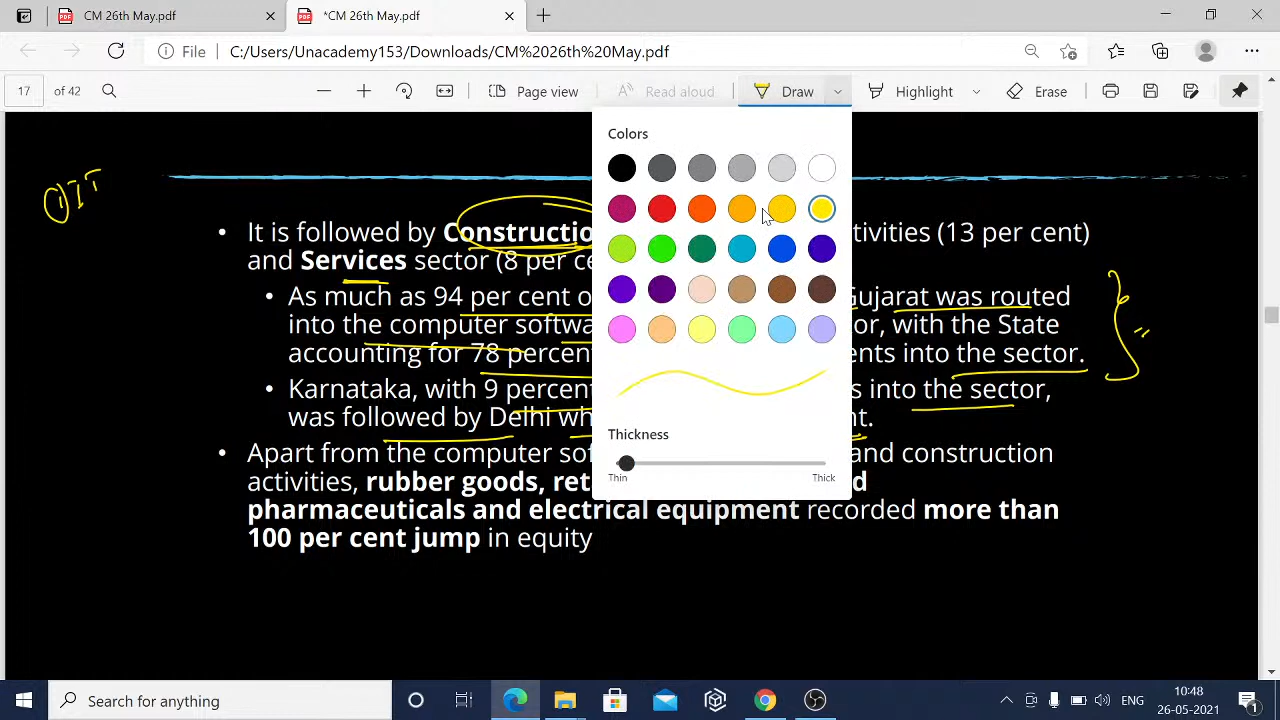 CM 26th May.pdf
*CM 26th May.pdf
File
C:/Users/Unacademy153/Downloads/CM%2026th%20May.pdf
17 of 42
Page view
Read aloud
Draw
Highlight
Erase
Colors
① IT
• It is followed by Constructio
tivities (13 per cent)
and Services sector (8 per ce
• As much as 94 per cent o
Gujarat was routed
into the computer softwa
or, with the State
accounting for 78 percen
ents into the sector.
• Karnataka, with 9 percent
s into the sector,
was followed by Delhi wh
nt.
Thickness
Thin
Thick
• Apart from the computer sof
and construction
activities, rubber goods, ret
d
pharmaceuticals and electrical equipment recorded more than
100 per cent jump in equity
Search for anything
ENG
10:48
26-05-2021
1